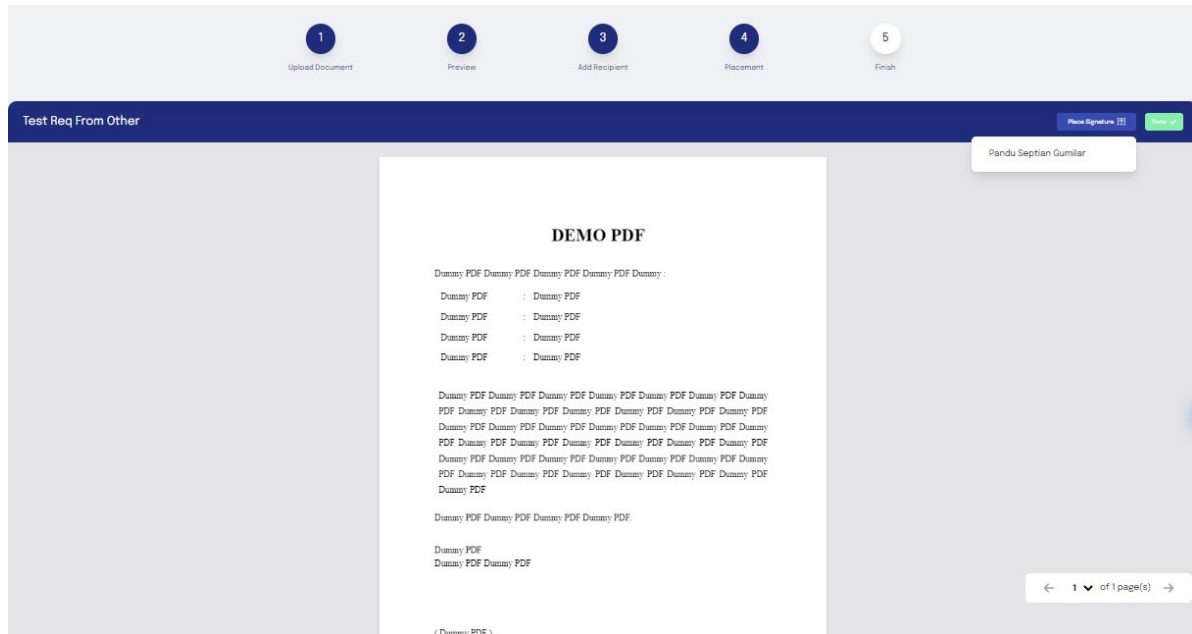 1
2
3
4
5
Upload Document
Preview
Add Recipient
Placement
Finish
Test Req From Other
Place Signature
Done
Pandu Septian Gumilar
DEMO PDF
Dummy PDF Dummy PDF Dummy PDF Dummy PDF Dummy :
Dummy PDF : Dummy PDF
Dummy PDF : Dummy PDF
Dummy PDF : Dummy PDF
Dummy PDF : Dummy PDF
Dummy PDF Dummy PDF Dummy PDF Dummy PDF Dummy PDF Dummy PDF Dummy
PDF Dummy PDF Dummy PDF Dummy PDF Dummy PDF Dummy PDF Dummy PDF
Dummy PDF Dummy PDF Dummy PDF Dummy PDF Dummy PDF Dummy PDF Dummy
PDF Dummy PDF Dummy PDF Dummy PDF Dummy PDF Dummy PDF Dummy PDF
Dummy PDF Dummy PDF Dummy PDF Dummy PDF Dummy PDF Dummy PDF Dummy
PDF Dummy PDF Dummy PDF Dummy PDF Dummy PDF Dummy PDF Dummy PDF
Dummy PDF
Dummy PDF Dummy PDF Dummy PDF Dummy PDF.
Dummy PDF
Dummy PDF Dummy PDF
( Dummy PDF )
1 of 1 page(s)